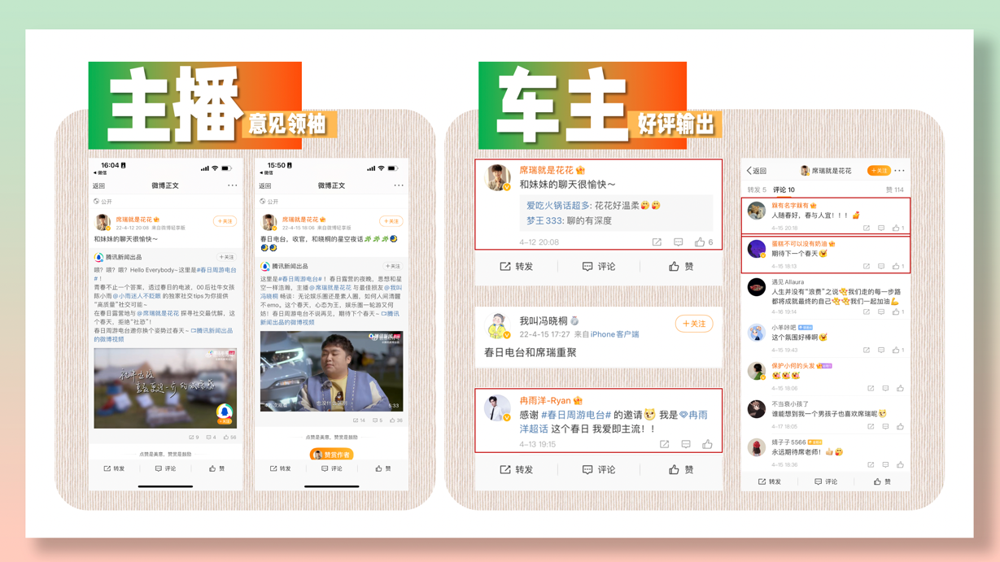 主播
意见领袖
16:04
微信
返回
微博正文
公开
席瑞就是花花
22-4-12 20:08 来自微博轻享版
+关注
和妹妹的聊天很愉快~
腾讯新闻出品
+关注
喂？喂？喂？Hello Everybody~这里是#春日周游电台
#！
青春不止一个答案，透过春日的电波，00后社牛女孩
陈小雨@小雨迷人不眨眼 的独家社交tips为你提供
“高质量”社交可能~
在春日露营地与 @席瑞就是花花 探寻社交最优解，这
个春天，拒绝“社恐”！
春日周游电台邀你换个姿势过春天~ 腾讯新闻出品
的微博视频
9
4
56
点赞是美意，赞赏是鼓励
转发
评论
赞
15:50
微信
返回
微博正文
公开
席瑞就是花花
22-4-15 18:06 来自微博轻享版
+关注
春日电台，收官，和晓桐的星空夜话
腾讯新闻出品
+关注
这里是#春日周游电台#！春日露营的夜晚，思想和星
空一样浩瀚，主播@席瑞就是花花 与最佳损友@我叫
冯晓桐 畅谈：无论娱乐圈还是素人圈，如何人间清醒
不emo。这个春天，心态为王，娱乐圈一轮游又何
妨！春日周游电台不说再见，期待下个春天~ 腾讯
新闻出品的微博视频
5:33
14
5
36
点赞是美意，赞赏是鼓励
赞赏作者
转发
评论
赞
车主
好评输出
席瑞就是花花
和妹妹的聊天很愉快~
爱吃火锅话超多: 花花好温柔
梦王333: 聊的有深度
4-12 20:08
6
转发
评论
赞
我叫冯晓桐
22-4-15 17:27 来自 iPhone客户端
+关注
春日电台和席瑞重聚
冉雨洋-Ryan
感谢 #春日周游电台# 的邀请 我是冉雨
洋超话 这个春日 我爱即主流！！
4-13 19:15
转发
评论
赞
返回
席瑞就是花花
+关注
转发 5
评论 10
赞 114
踩有名字踩有
人随春好，春与人宜！！！
4-15 20:18
1
蛋糕不可以没有奶油
期待下一个春天
4-15 18:13
1
遇见Allaura
人生并没有“浪费”之说 我们走的每一步路
都将成就最终的自己 我们一起加油
4-16 19:14
1
小羊咔吧
这个氛围好棒啊
4-15 19:43
1
保护小何的头发
4-15 18:06
不当衰小孩了
谁能想到我一个男孩子也喜欢席瑞呢
4-17 18:05
婧子子5566
永远期待席老师！
4-15 18:36
转发
评论
赞